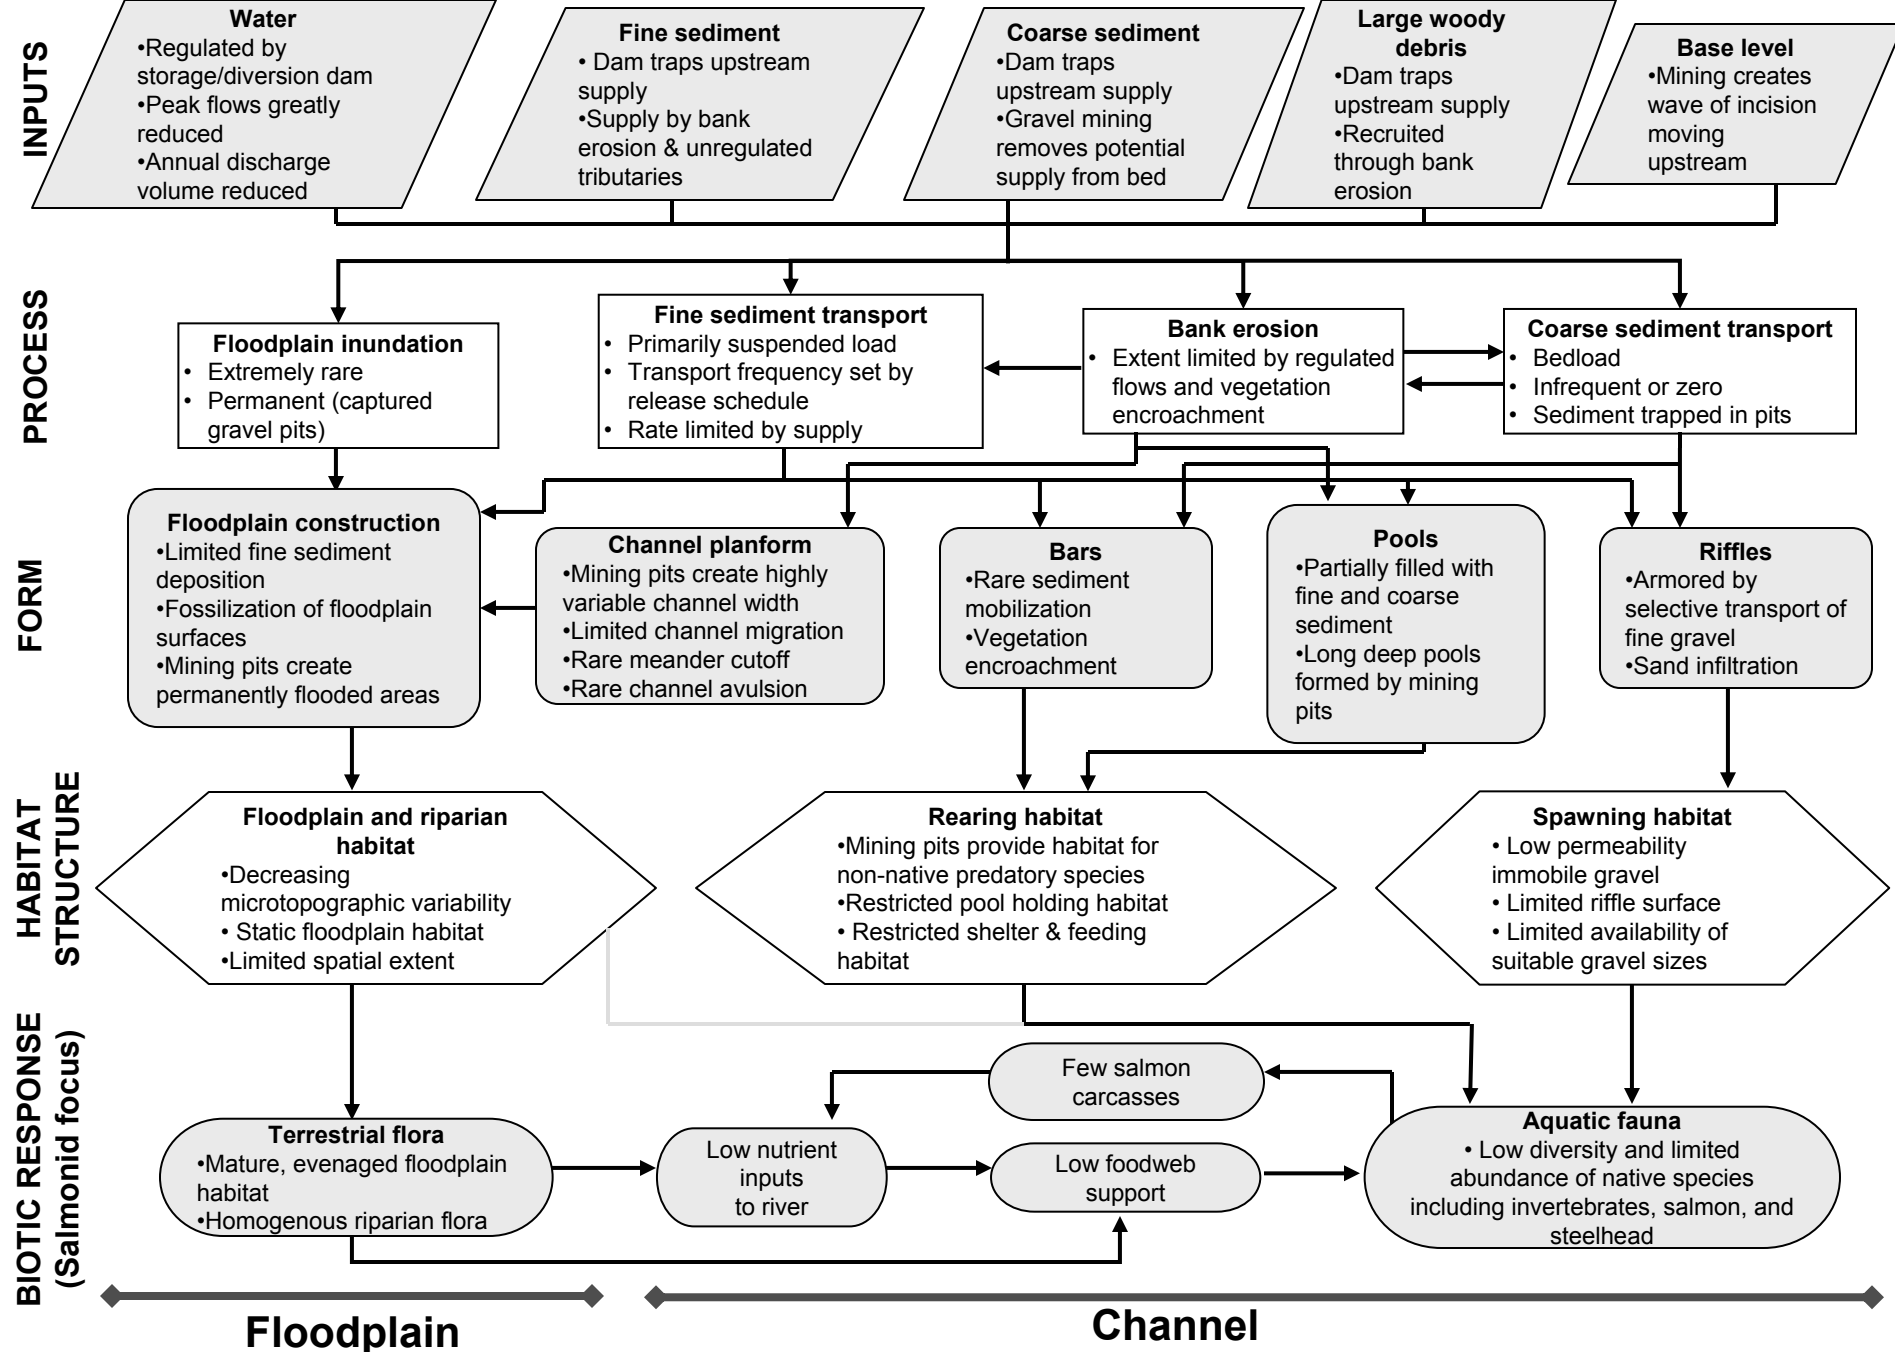 INPUTS
Water
•Regulated by
storage/diversion dam
•Peak flows greatly
reduced
•Annual discharge
volume reduced
Fine sediment
• Dam traps upstream
supply
•Supply by bank
erosion & unregulated
tributaries
Coarse sediment
•Dam traps
upstream supply
•Gravel mining
removes potential
supply from bed
Large woody
debris
•Dam traps
upstream supply
•Recruited
through bank
erosion
Base level
•Mining creates
wave of incision
moving
upstream
PROCESS
Floodplain inundation
• Extremely rare
• Permanent (captured
gravel pits)
Fine sediment transport
• Primarily suspended load
• Transport frequency set by
release schedule
• Rate limited by supply
Bank erosion
• Extent limited by regulated
flows and vegetation
encroachment
Coarse sediment transport
• Bedload
• Infrequent or zero
• Sediment trapped in pits
FORM
Floodplain construction
•Limited fine sediment
deposition
•Fossilization of floodplain
surfaces
•Mining pits create
permanently flooded areas
Channel planform
•Mining pits create highly
variable channel width
•Limited channel migration
•Rare meander cutoff
•Rare channel avulsion
Bars
•Rare sediment
mobilization
•Vegetation
encroachment
Pools
•Partially filled with
fine and coarse
sediment
•Long deep pools
formed by mining
pits
Riffles
•Armored by
selective transport of
fine gravel
•Sand infiltration
HABITAT
STRUCTURE
Floodplain and riparian
habitat
•Decreasing
microtopographic variability
• Static floodplain habitat
•Limited spatial extent
Rearing habitat
•Mining pits provide habitat for
non-native predatory species
•Restricted pool holding habitat
• Restricted shelter & feeding
habitat
Spawning habitat
• Low permeability
immobile gravel
• Limited riffle surface
• Limited availability of
suitable gravel sizes
BIOTIC RESPONSE
(Salmonid focus)
Few salmon
carcasses
Terrestrial flora
•Mature, evenaged floodplain
habitat
•Homogenous riparian flora
Low nutrient
inputs
to river
Low foodweb
support
Aquatic fauna
• Low diversity and limited
abundance of native species
including invertebrates, salmon, and
steelhead
Floodplain
Channel